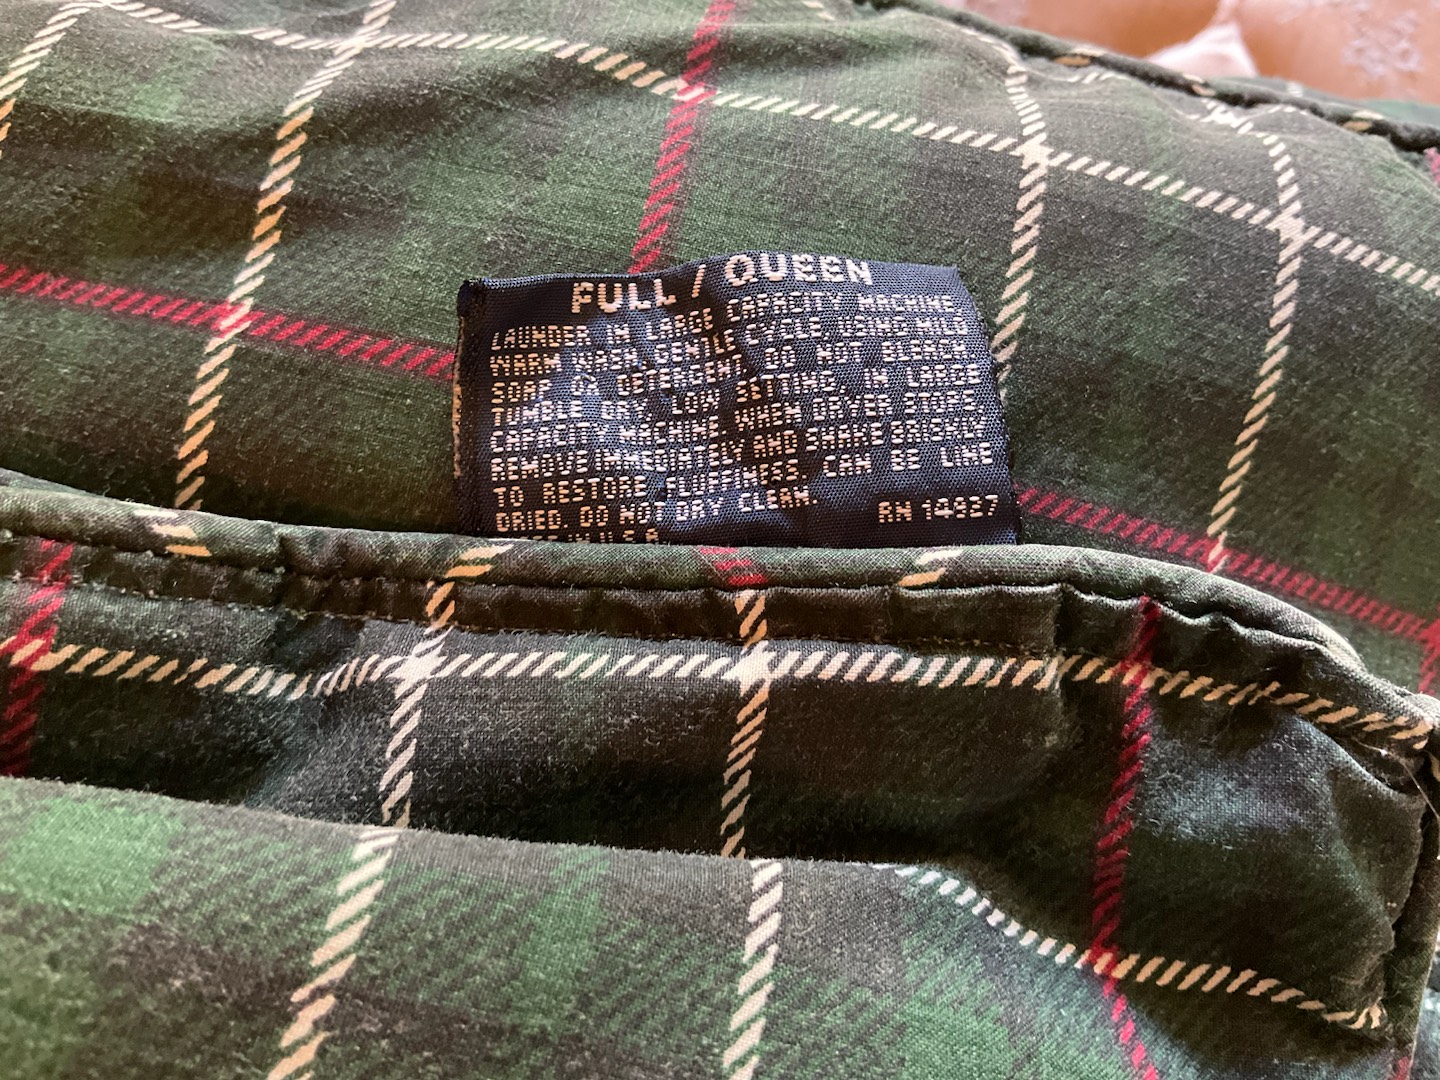 FULL / QUEEN
LAUNDER IN LARGE CAPACITY MACHINE
WARM WASH, GENTLE CYCLE USING MILD
SOAP OR DETERGENT. DO NOT BLEACH.
TUMBLE DRY, LOW SETTING, IN LARGE
CAPACITY MACHINE. WHEN DRYER STOPS,
REMOVE IMMEDIATELY AND SHAKE BRISKLY
TO RESTORE FLUFFINESS. CAN BE LINE
DRIED. DO NOT DRY CLEAN.
RN 14927
IN U.S.A.